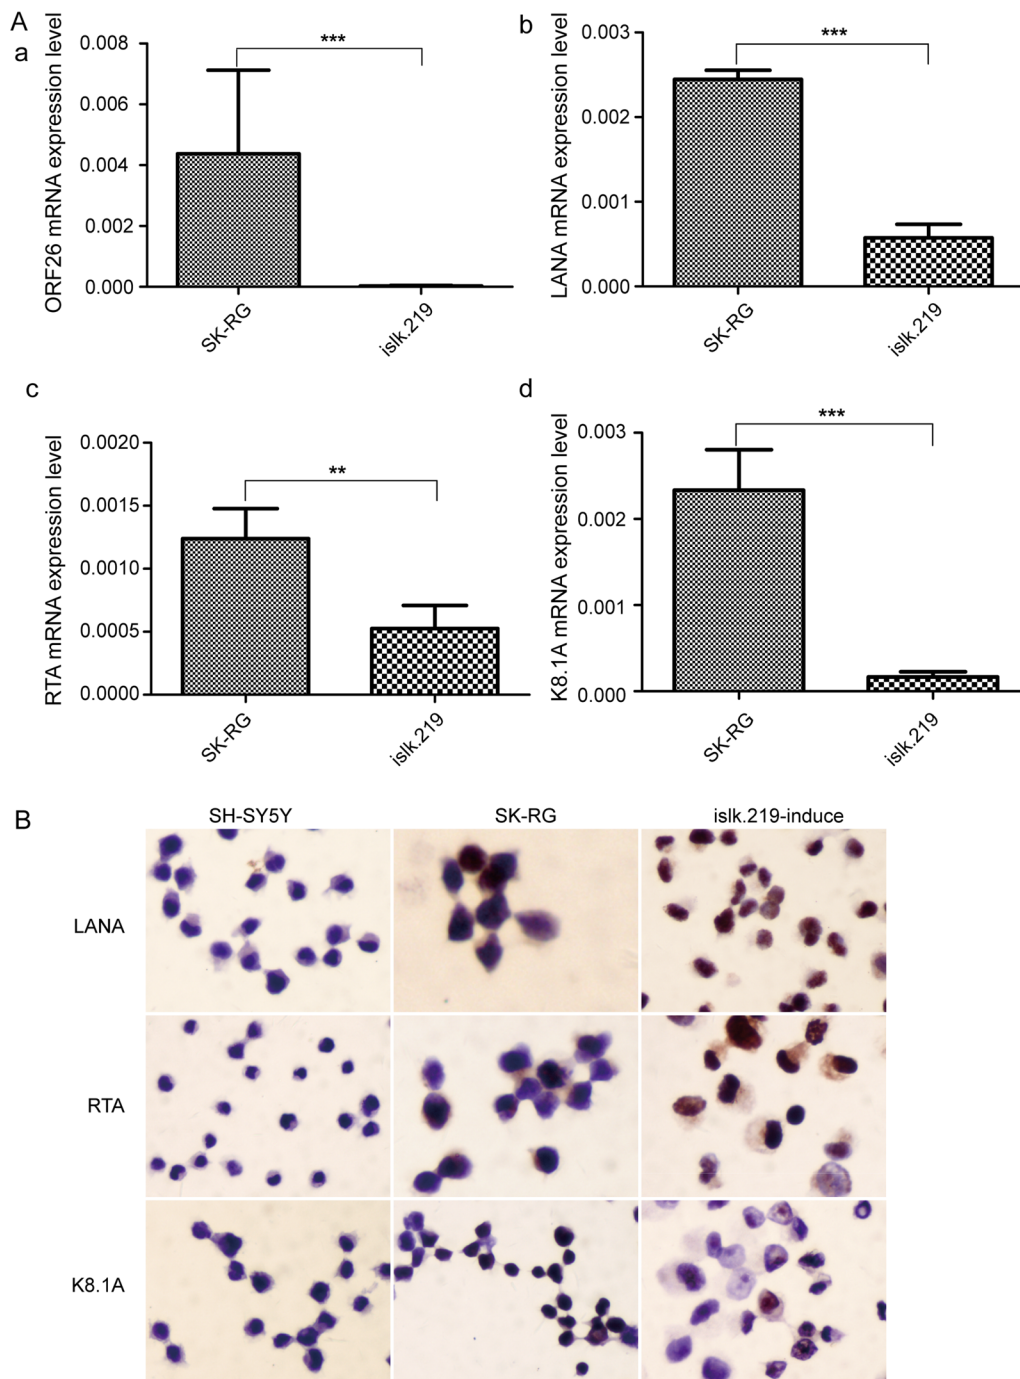 A
a
ORF26 mRNA expression level
0.008
0.006
0.004
0.002
0.000
***
SK-RG
islk.219
b
LANA mRNA expression level
0.003
0.002
0.001
0.000
***
SK-RG
islk.219
c
RTA mRNA expression level
0.0020
0.0015
0.0010
0.0005
0.0000
**
SK-RG
islk.219
d
K8.1A mRNA expression level
0.003
0.002
0.001
0.000
***
SK-RG
islk.219
B
SH-SY5Y
SK-RG
islk.219-induce
LANA
RTA
K8.1A